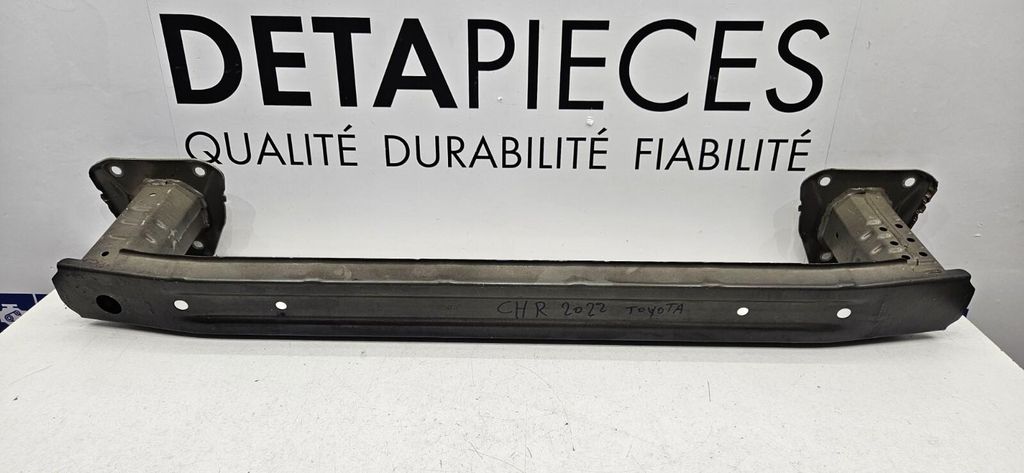 DETAPIECES
QUALITÉ DURABILITÉ FIABILITÉ
CHR 2022 TOYOTA